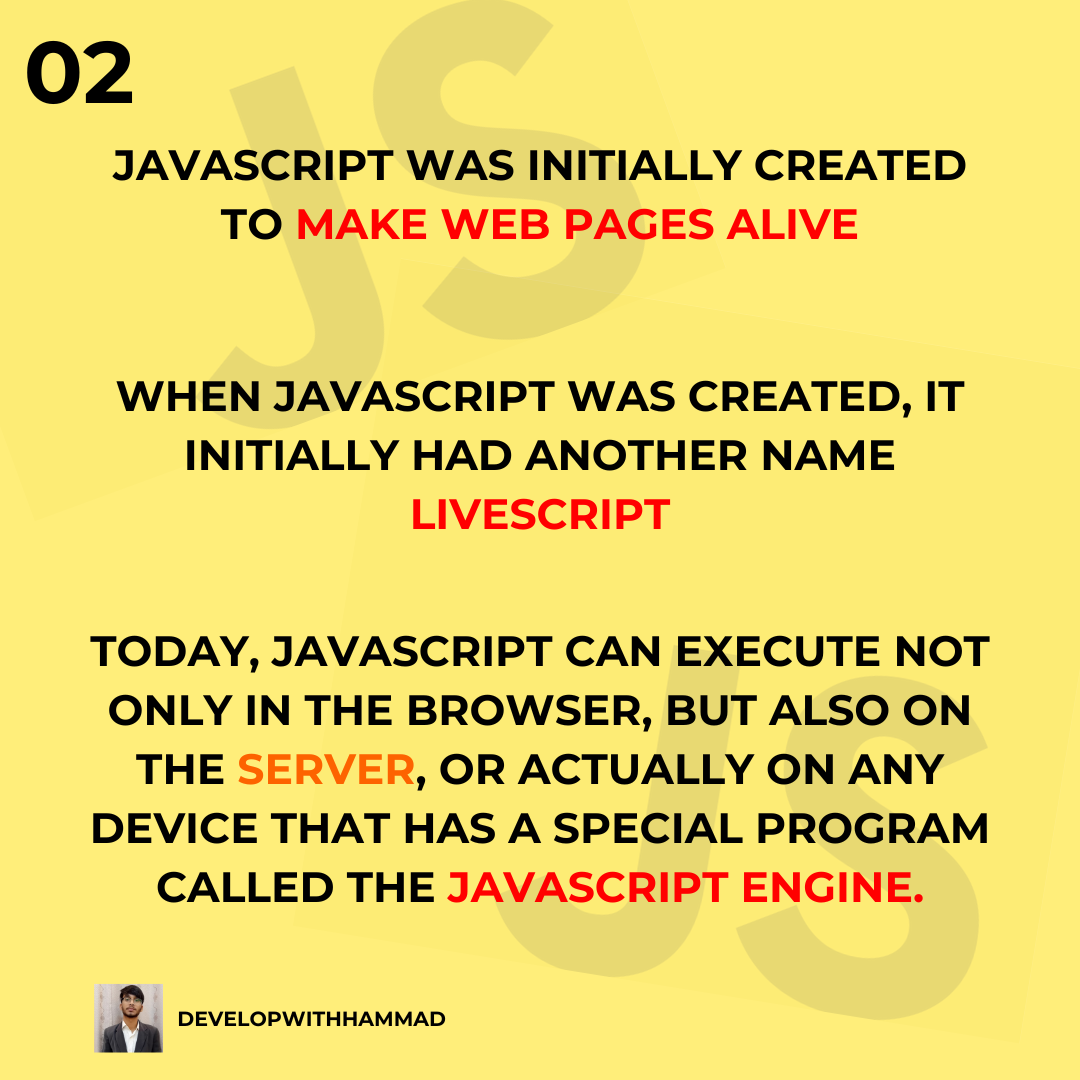 02
JAVASCRIPT WAS INITIALLY CREATED
TO MAKE WEB PAGES ALIVE
WHEN JAVASCRIPT WAS CREATED, IT
INITIALLY HAD ANOTHER NAME
LIVESCRIPT
TODAY, JAVASCRIPT CAN EXECUTE NOT
ONLY IN THE BROWSER, BUT ALSO ON
THE SERVER, OR ACTUALLY ON ANY
DEVICE THAT HAS A SPECIAL PROGRAM
CALLED THE JAVASCRIPT ENGINE.
DEVELOPWITHHAMMAD
JS
JS